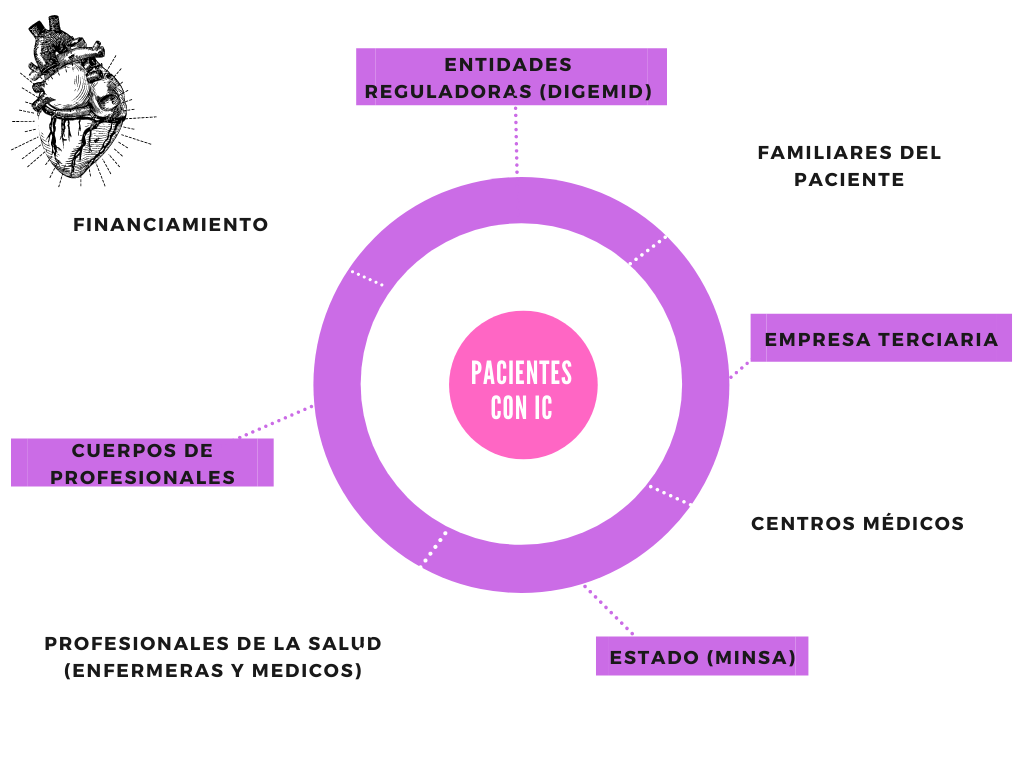 ENTIDADES
REGULADORAS (DIGEMID)
FAMILIARES DEL
PACIENTE
FINANCIAMIENTO
EMPRESA TERCIARIA
PACIENTES
CON IC
CUERPOS DE
PROFESIONALES
CENTROS MÉDICOS
PROFESIONALES DE LA SALUD
(ENFERMERAS Y MEDICOS)
ESTADO (MINSA)